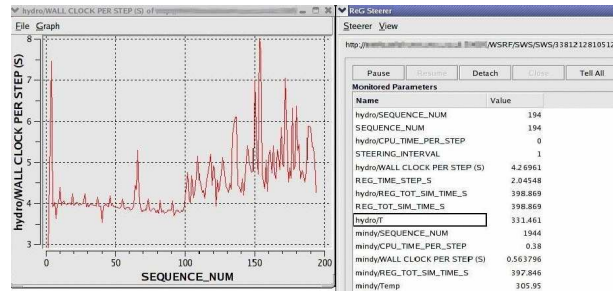 hydro/WALL CLOCK PER STEP (S) of
File Graph
hydro/WALL CLOCK PER STEP (S)
8
7
6
5
4
3
0 50 100 150 200
SEQUENCE_NUM
ReG Steerer
Steerer View
http:// /WSRF/SWS/SWS/3381212810512
Pause Resume Detach Close Tell All
Monitored Parameters
Name Value
hydro/SEQUENCE_NUM 194
SEQUENCE_NUM 194
hydro/CPU_TIME_PER_STEP 0
STEERING_INTERVAL 1
hydro/WALL CLOCK PER STEP (S) 4.26961
REG_TIME_STEP_S 2.04548
hydro/REG_TOT_SIM_TIME_S 398.869
REG_TOT_SIM_TIME_S 398.869
hydro/T 331.461
mindy/SEQUENCE_NUM 1944
mindy/CPU_TIME_PER_STEP 0.38
mindy/WALL CLOCK PER STEP (S) 0.563796
mindy/REG_TOT_SIM_TIME_S 397.846
mindy/Temp 305.95